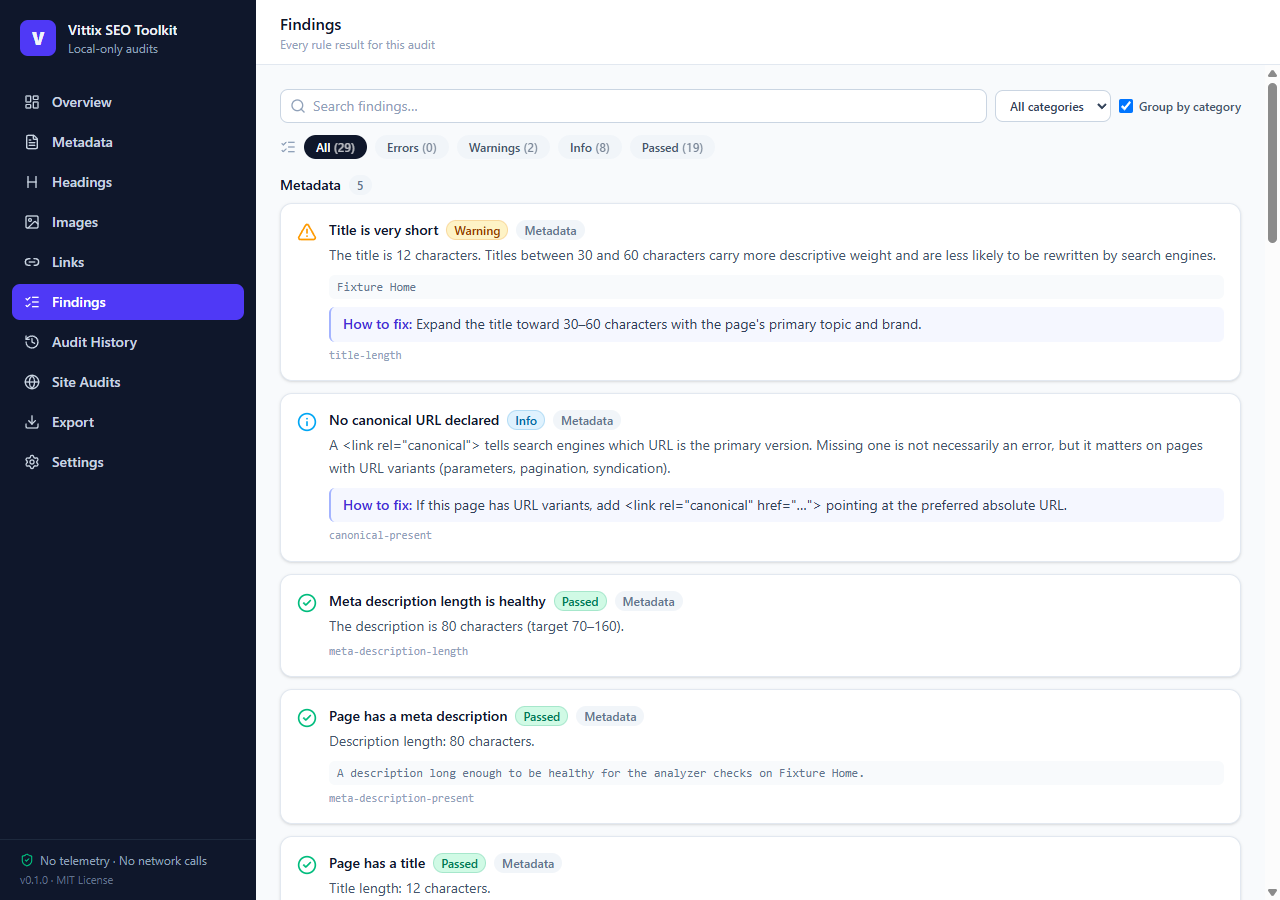 V
Vittix SEO Toolkit
Local-only audits
Overview
Metadata
Headings
Images
Links
Findings
Audit History
Site Audits
Export
Settings
No telemetry · No network calls
v0.1.0 · MIT License
Findings
Every rule result for this audit
Search findings...
All categories
Group by category
All (29)
Errors (0)
Warnings (2)
Info (8)
Passed (19)
Metadata 5
Title is very short Warning Metadata
The title is 12 characters. Titles between 30 and 60 characters carry more descriptive weight and are less likely to be rewritten by search engines.
Fixture Home
How to fix: Expand the title toward 30–60 characters with the page's primary topic and brand.
title-length
No canonical URL declared Info Metadata
A <link rel="canonical"> tells search engines which URL is the primary version. Missing one is not necessarily an error, but it matters on pages
with URL variants (parameters, pagination, syndication).
How to fix: If this page has URL variants, add <link rel="canonical" href="…"> pointing at the preferred absolute URL.
canonical-present
Meta description length is healthy Passed Metadata
The description is 80 characters (target 70–160).
meta-description-length
Page has a meta description Passed Metadata
Description length: 80 characters.
A description long enough to be healthy for the analyzer checks on Fixture Home.
meta-description-present
Page has a title Passed Metadata
Title length: 12 characters.